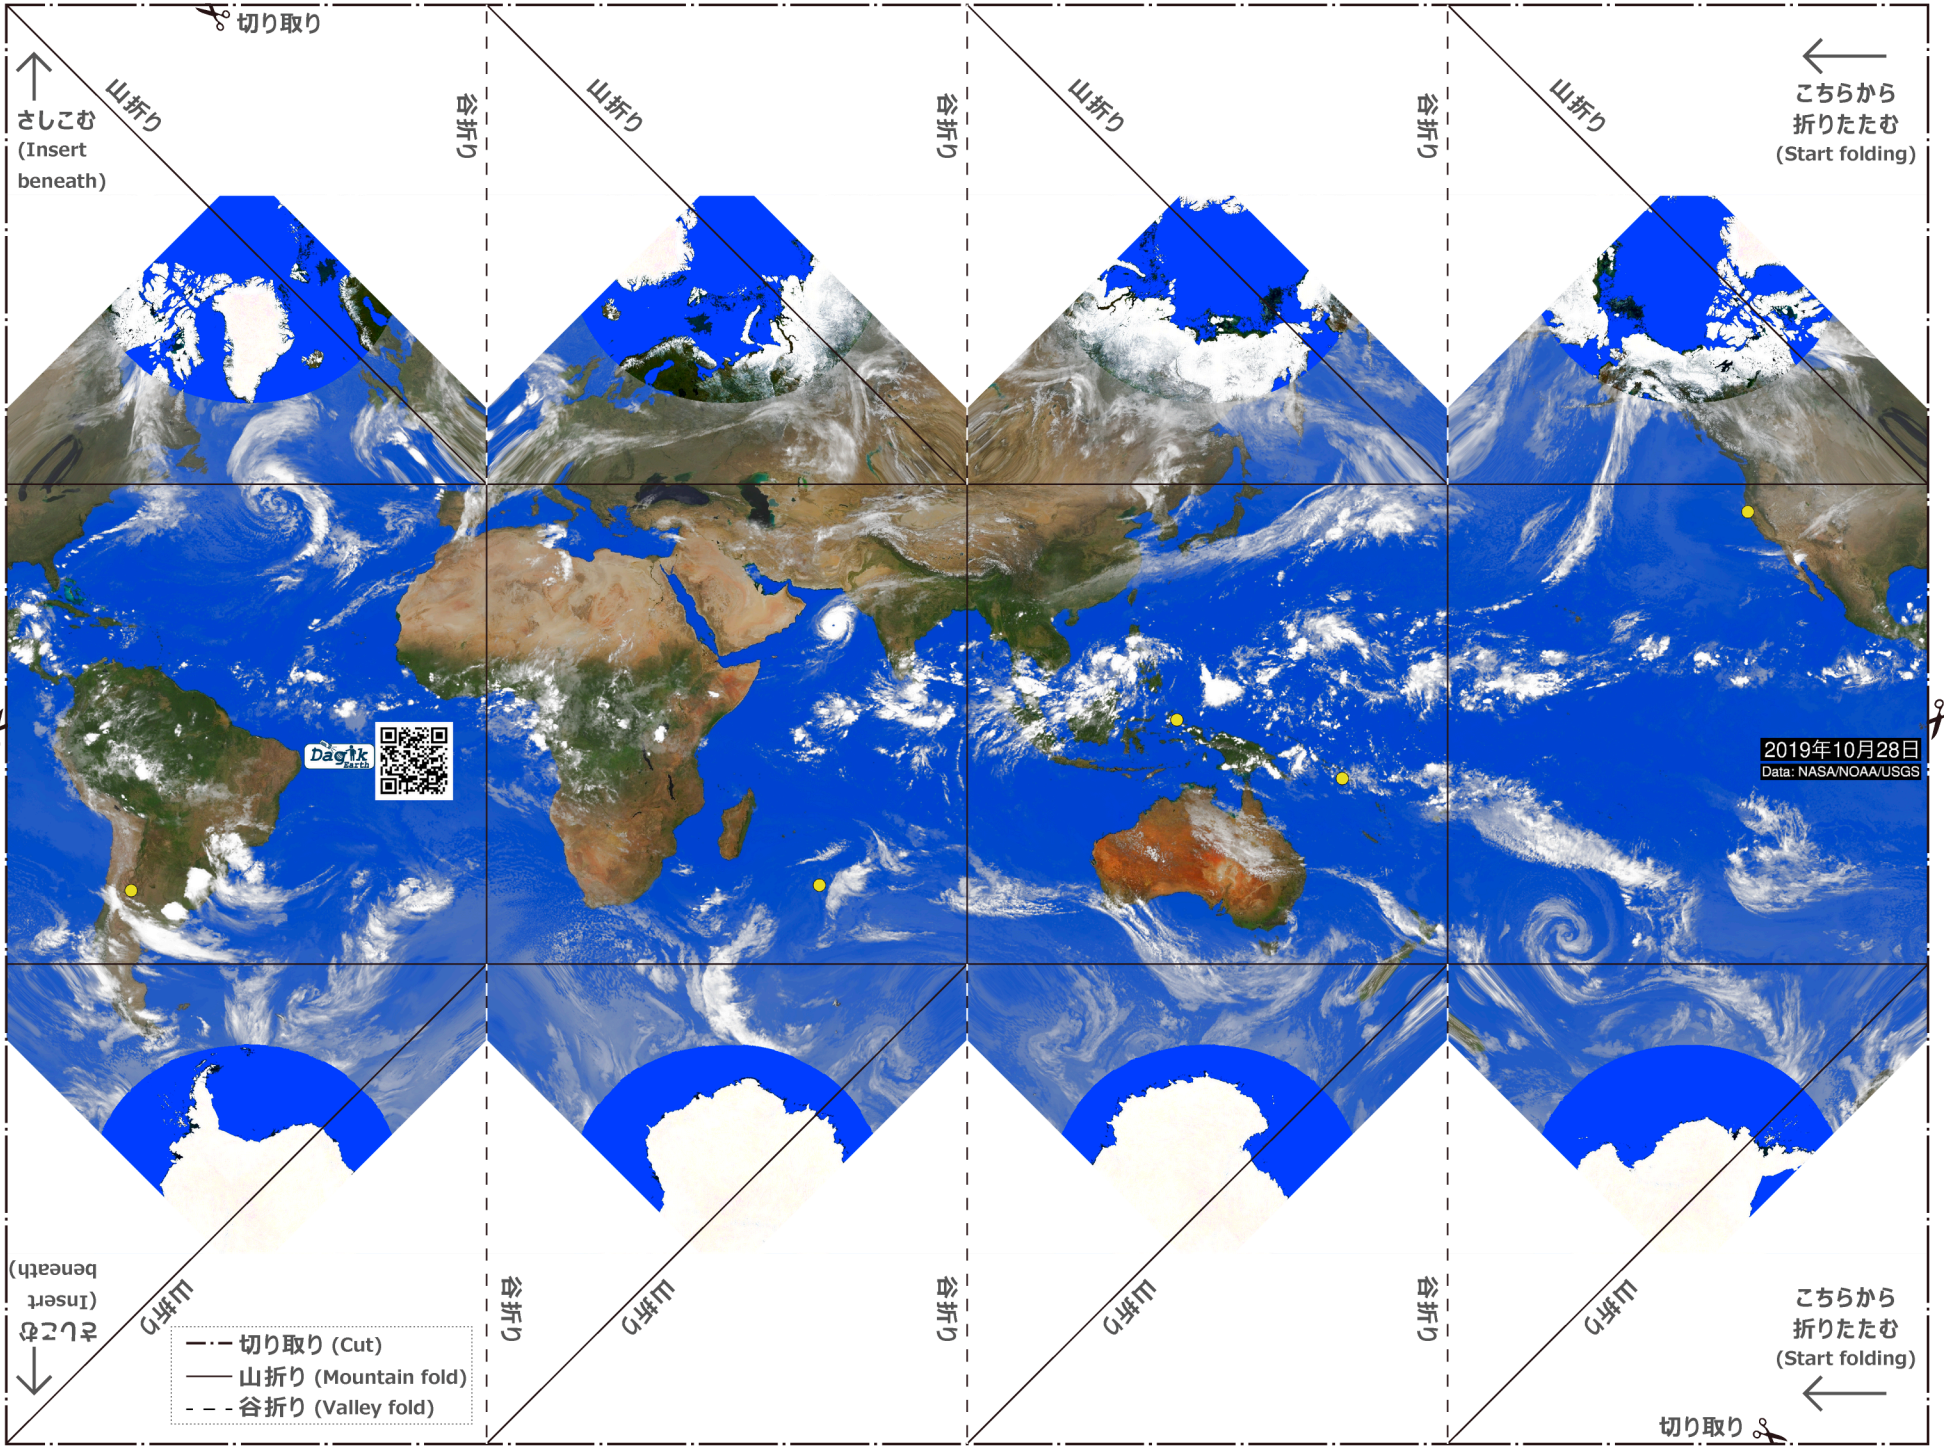 切り取り
山折り
谷折り
山折り
谷折り
山折り
谷折り
山折り
さしこむ
(Insert
beneath)
こちらから
折りたたむ
(Start folding)
Dagik
Earth
2019年10月28日
Data: NASA/NOAA/USGS
さしこむ
(Insert
beneath)
山折り
谷折り
山折り
谷折り
山折り
谷折り
山折り
こちらから
折りたたむ
(Start folding)
切り取り (Cut)
山折り (Mountain fold)
谷折り (Valley fold)
切り取り